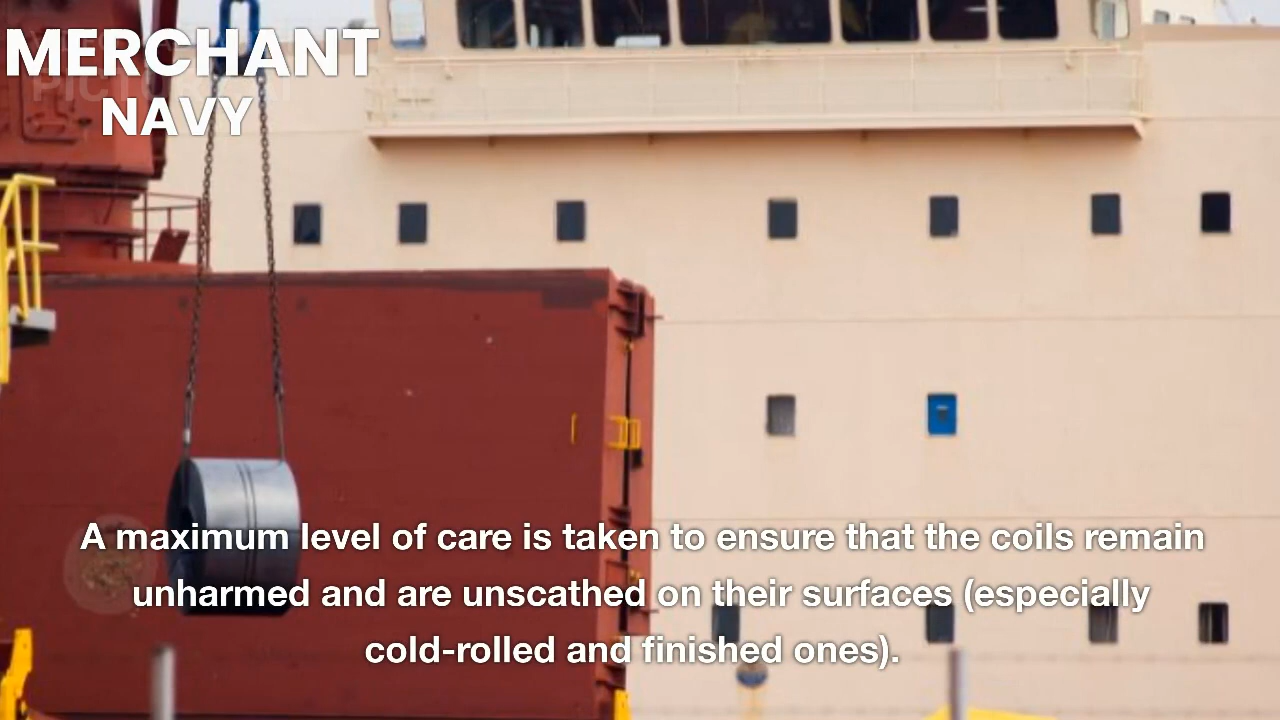 MERCHANT
NAVY
A maximum level of care is taken to ensure that the coils remain
unharmed and are unscathed on their surfaces (especially
cold-rolled and finished ones).